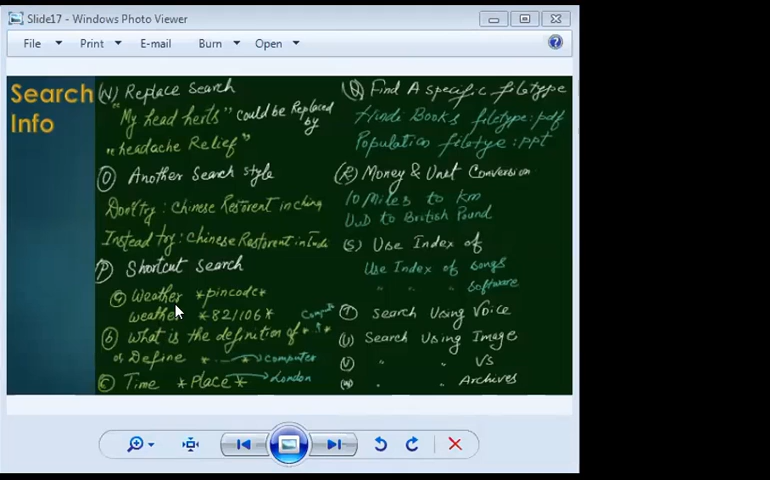 Slide17 - Windows Photo Viewer
File Print E-mail Burn Open
Search Info
(N) Replace Search
"My head herts" could be Replaced by
"headache Relief"
(O) Another Search style
Don't try : Chinese Restorent in China
Instead try : Chinese Restorent in India
(P) Shortcut Search
(a) Weather *pincode*
weather *821106*
(b) What is the definition of *
or Define * computer
(c) Time *Place* London
(Q) Find A specific filetype
Hindi Books filetype:pdf
Population filetye:ppt
(R) Money & Unit Conversion
10 Miles to km
USD to British Pound
(S) Use Index of
Use Index of songs
" " Software
(T) Search Using Voice
(U) Search Using Image
(V) " " VS
(W) " " Archives